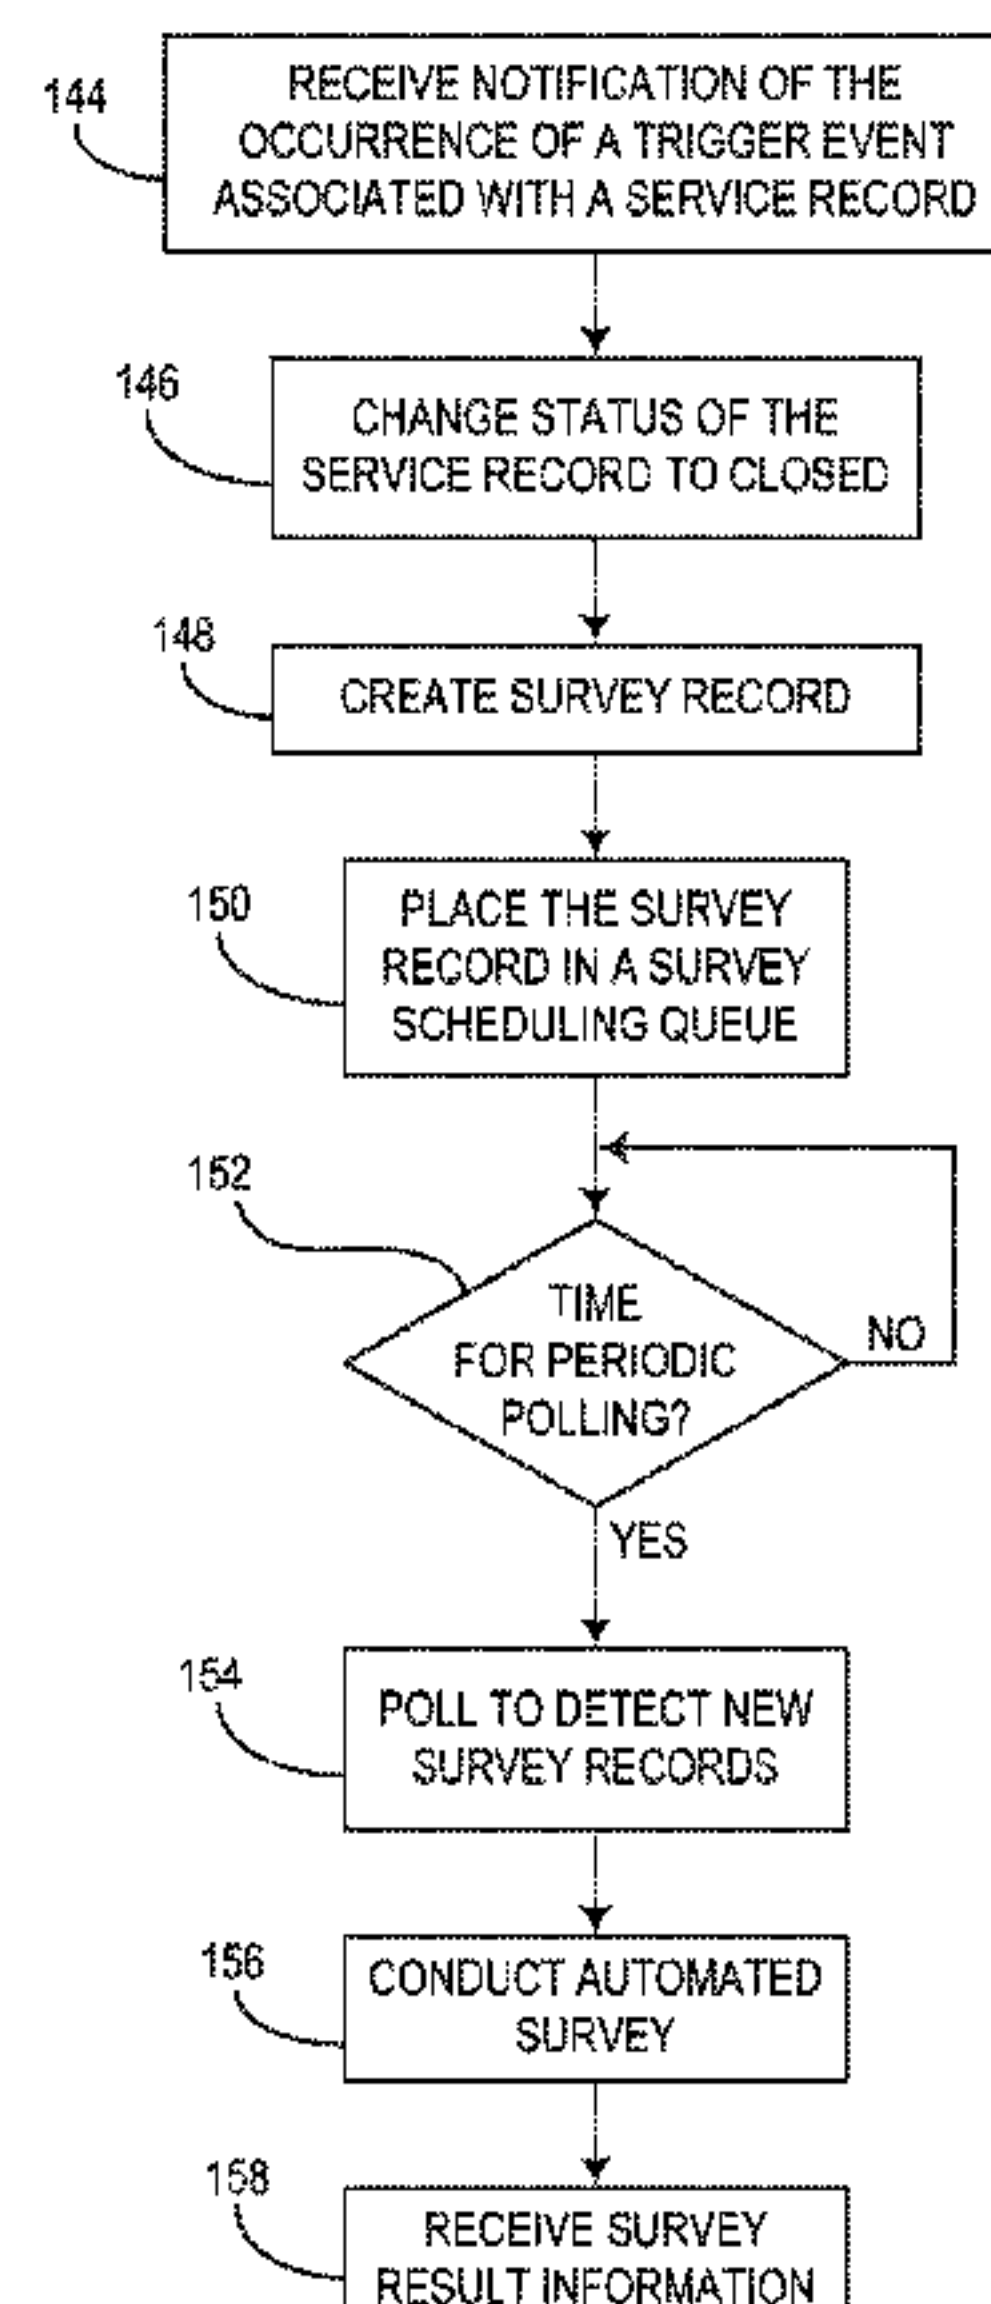 144
RECEIVE NOTIFICATION OF THE
OCCURRENCE OF A TRIGGER EVENT
ASSOCIATED WITH A SERVICE RECORD
146
CHANGE STATUS OF THE
SERVICE RECORD TO CLOSED
148
CREATE SURVEY RECORD
150
PLACE THE SURVEY
RECORD IN A SURVEY
SCHEDULING QUEUE
152
TIME
FOR PERIODIC
POLLING?
NO
YES
154
POLL TO DETECT NEW
SURVEY RECORDS
156
CONDUCT AUTOMATED
SURVEY
158
RECEIVE SURVEY
RESULT INFORMATION